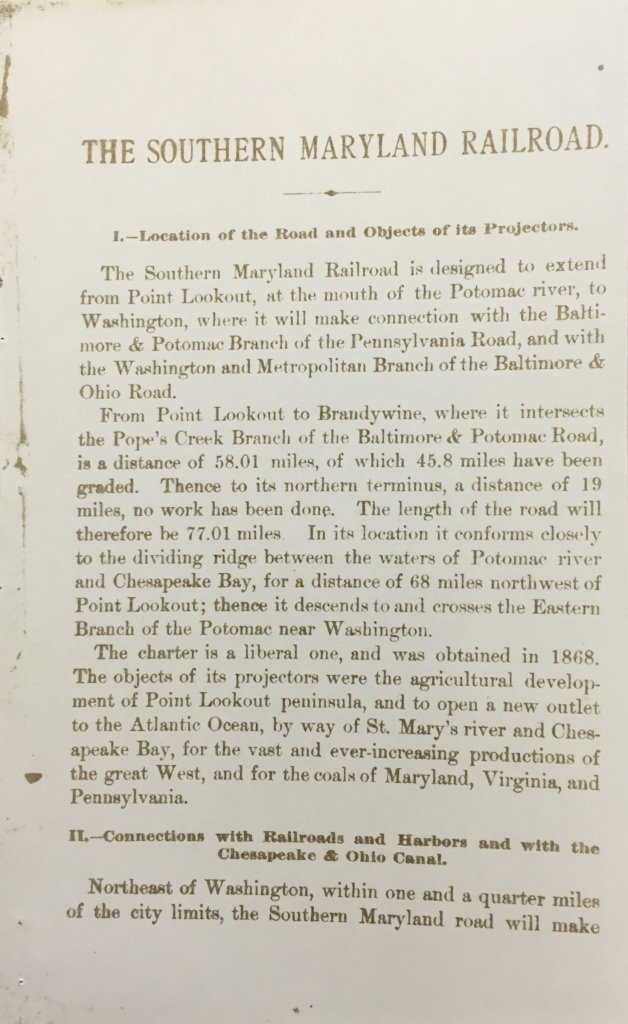 THE SOUTHERN MARYLAND RAILROAD.
I.—Location of the Road and Objects of its Projectors.
The Southern Maryland Railroad is designed to extend
from Point Lookout, at the mouth of the Potomac river, to
Washington, where it will make connection with the Balti-
more & Potomac Branch of the Pennsylvania Road, and with
the Washington and Metropolitan Branch of the Baltimore &
Ohio Road.
From Point Lookout to Brandywine, where it intersects
the Pope's Creek Branch of the Baltimore & Potomac Road,
is a distance of 58.01 miles, of which 45.8 miles have been
graded. Thence to its northern terminus, a distance of 19
miles, no work has been done. The length of the road will
therefore be 77.01 miles. In its location it conforms closely
to the dividing ridge between the waters of Potomac river
and Chesapeake Bay, for a distance of 68 miles northwest of
Point Lookout; thence it descends to and crosses the Eastern
Branch of the Potomac near Washington.
The charter is a liberal one, and was obtained in 1868.
The objects of its projectors were the agricultural develop-
ment of Point Lookout peninsula, and to open a new outlet
to the Atlantic Ocean, by way of St. Mary's river and Ches-
apeake Bay, for the vast and ever-increasing productions of
the great West, and for the coals of Maryland, Virginia, and
Pennsylvania.
II.—Connections with Railroads and Harbors and with the
Chesapeake & Ohio Canal.
Northeast of Washington, within one and a quarter miles
of the city limits, the Southern Maryland road will make